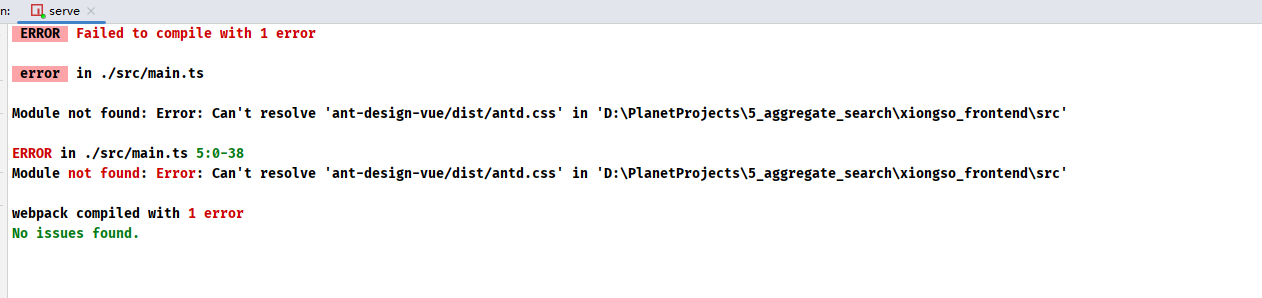 n:
serve
ERROR Failed to compile with 1 error
error in ./src/main.ts
Module not found: Error: Can't resolve 'ant-design-vue/dist/antd.css' in 'D:\PlanetProjects\5_aggregate_search\xiongso_frontend\src'
ERROR in ./src/main.ts 5:0-38
Module not found: Error: Can't resolve 'ant-design-vue/dist/antd.css' in 'D:\PlanetProjects\5_aggregate_search\xiongso_frontend\src'
webpack compiled with 1 error
No issues found.